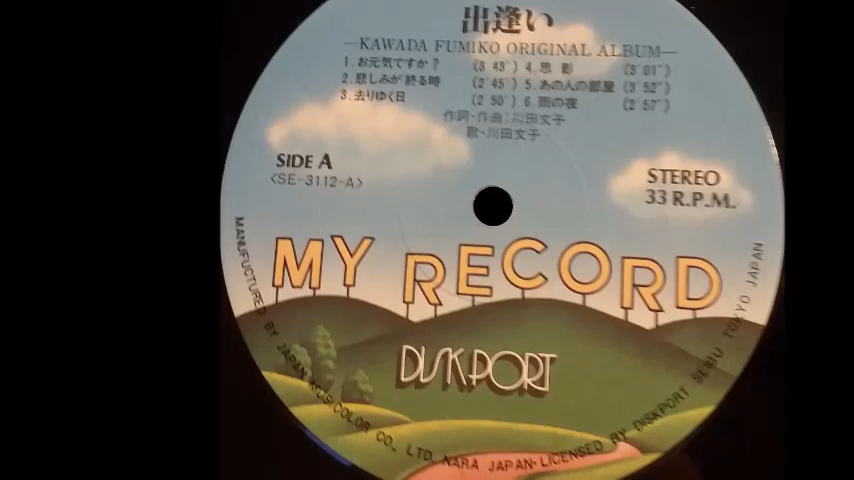 出逢い
—KAWADA FUMIKO ORIGINAL ALBUM—
1.お元気ですか? (3′43″) 4.思 影 (3′01″)
2.悲しみが終る時 (2′45″) 5.あの人の部屋 (3′52″)
3.去りゆく日 (2′50″) 6.雨の夜 (2′57″)
作詞・作曲:川田文子
歌・川田文子
SIDE A
<SE-3112-A>
STEREO
33 R.P.M.
MY RECORD
DISKPORT
MANUFUCTURED BY JAPAN MUSICOLOR CO., LTD. NARA JAPAN・LICENSED BY DISKPORT SEIBU TOKYO JAPAN